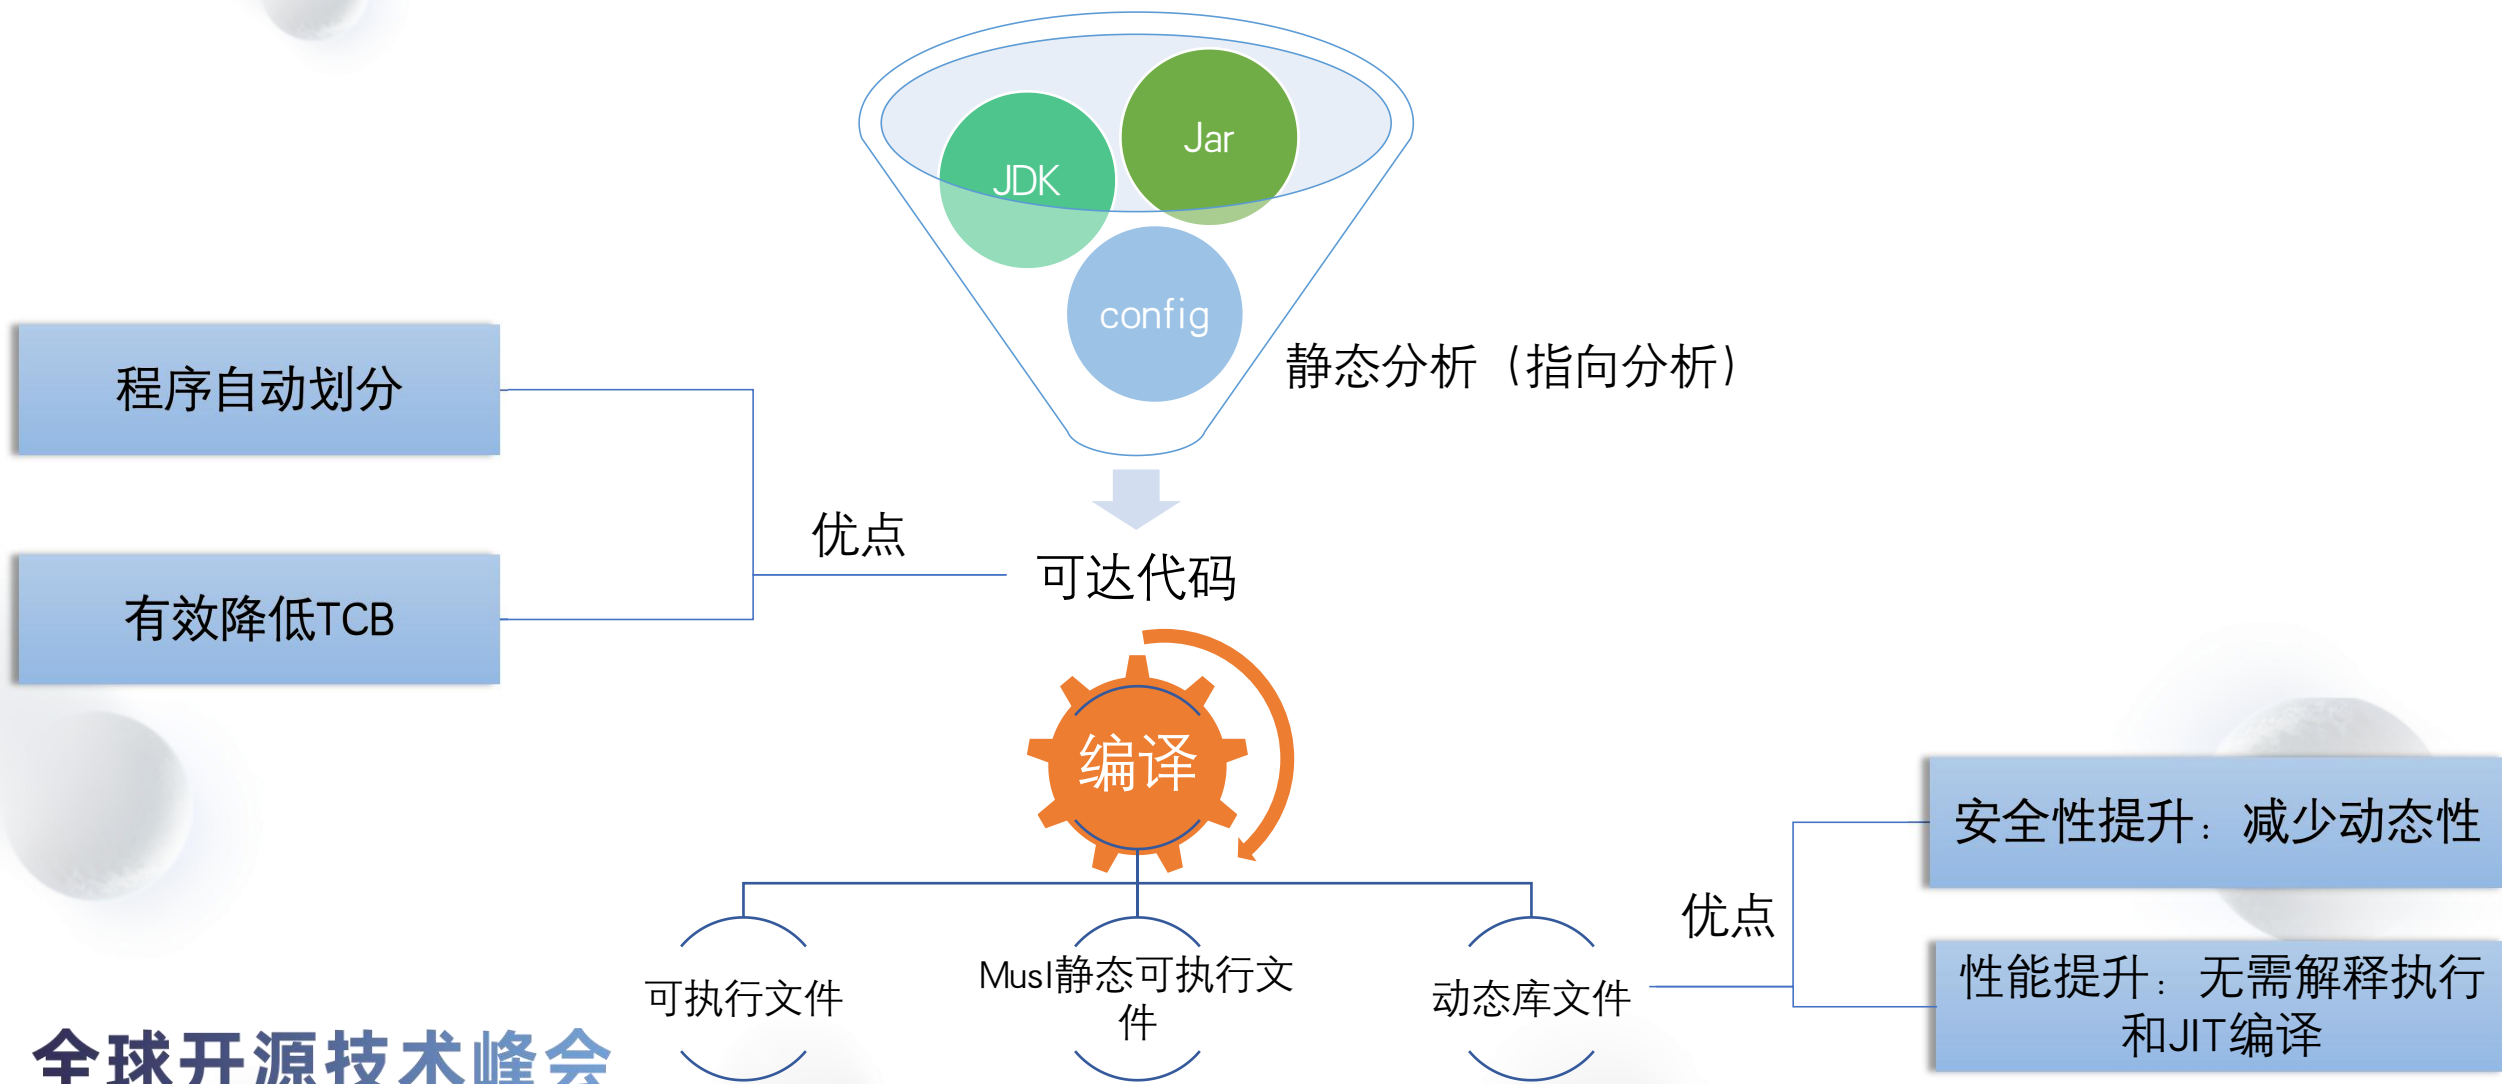 Jar
JDK
config
静态分析（指向分析）
程序自动划分
优点
可达代码
有效降低TCB
编译
安全性提升：减少动态性
优点
可执行文件
Musl静态可执行文
件
动态库文件
性能提升：无需解释执行
和JIT编译
全球开源技术峰会